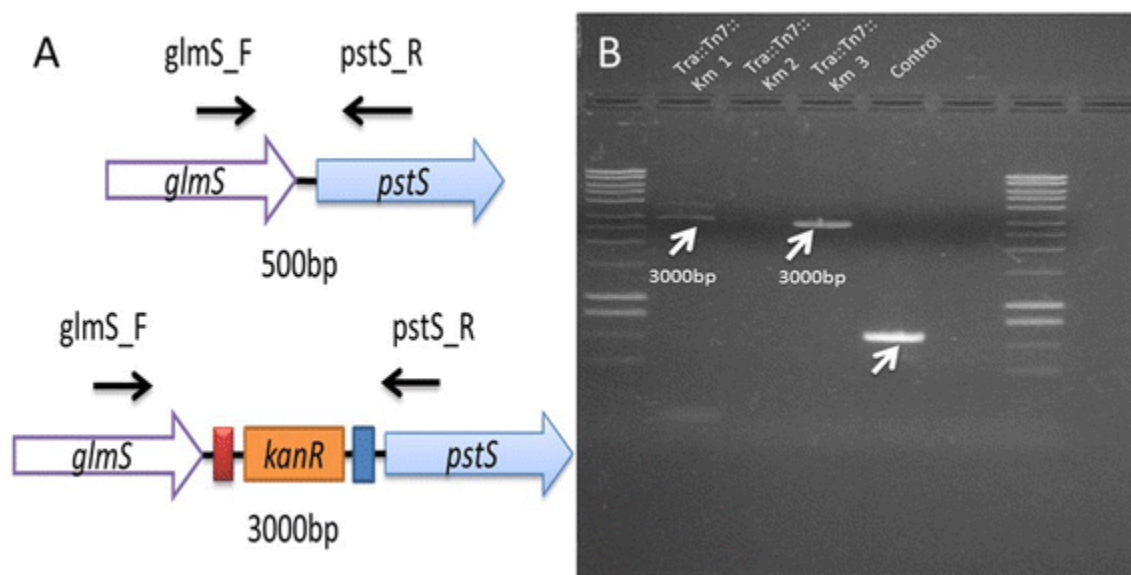 A
glmS_F pstS_R
glmS pstS
500bp
glmS_F pstS_R
glmS kanR pstS
3000bp
B
Tra::Tn7::
Km 1
Tra::Tn7::
Km 2
Tra::Tn7::
Km 3
Control
3000bp 3000bp